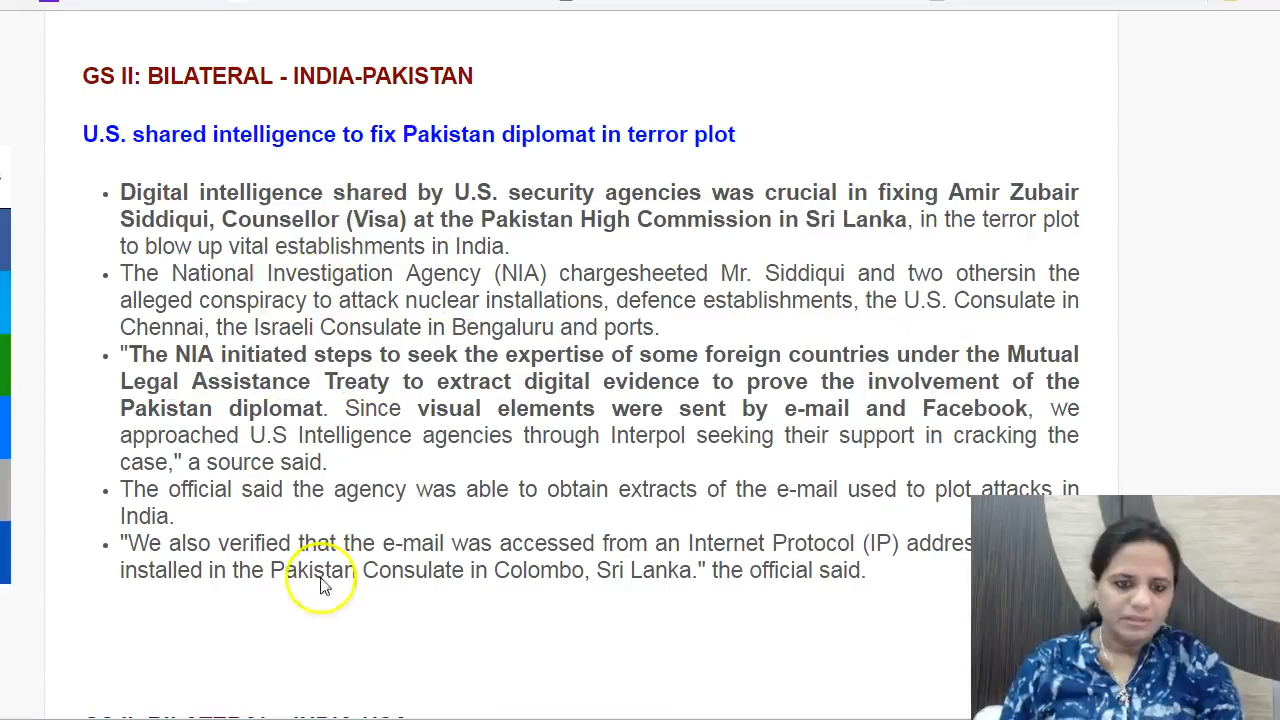 GS II: BILATERAL - INDIA-PAKISTAN
U.S. shared intelligence to fix Pakistan diplomat in terror plot
Digital intelligence shared by U.S. security agencies was crucial in fixing Amir Zubair
Siddiqui, Counsellor (Visa) at the Pakistan High Commission in Sri Lanka, in the terror plot
to blow up vital establishments in India.
The National Investigation Agency (NIA) chargesheeted Mr. Siddiqui and two othersin the
alleged conspiracy to attack nuclear installations, defence establishments, the U.S. Consulate in
Chennai, the Israeli Consulate in Bengaluru and ports.
"The NIA initiated steps to seek the expertise of some foreign countries under the Mutual
Legal Assistance Treaty to extract digital evidence to prove the involvement of the
Pakistan diplomat. Since visual elements were sent by e-mail and Facebook, we
approached U.S Intelligence agencies through Interpol seeking their support in cracking the
case," a source said.
The official said the agency was able to obtain extracts of the e-mail used to plot attacks in
India.
"We also verified that the e-mail was accessed from an Internet Protocol (IP)
installed in the Pakistan Consulate in Colombo, Sri Lanka." the official said.
GS II: BILATERAL - INDIA-USA